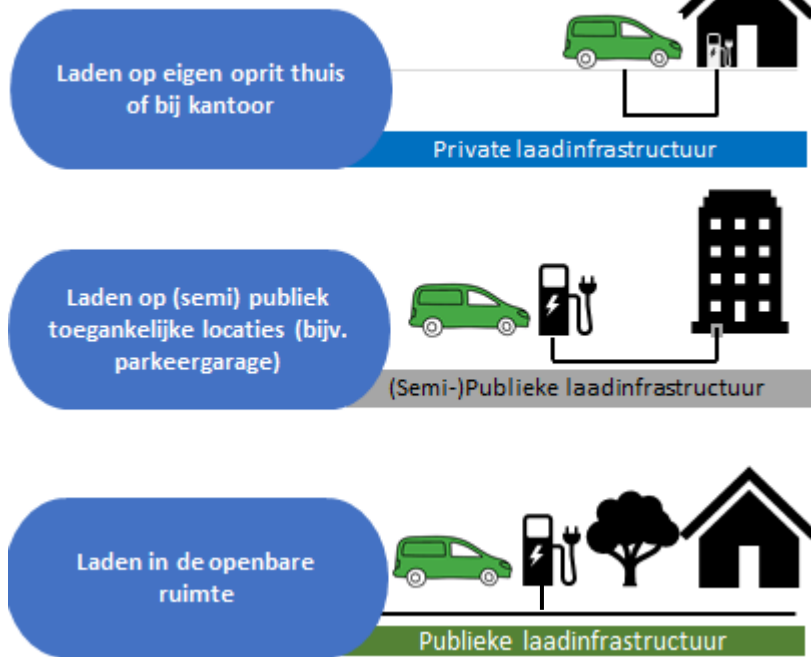 Laden op eigen oprit thuis
of bij kantoor
Private laadinfrastructuur
Laden op (semi) publiek
toegankelijke locaties (bijv.
parkeergarage)
(Semi-)Publieke laadinfrastructuur
Laden in de openbare
ruimte
Publieke laadinfrastructuur